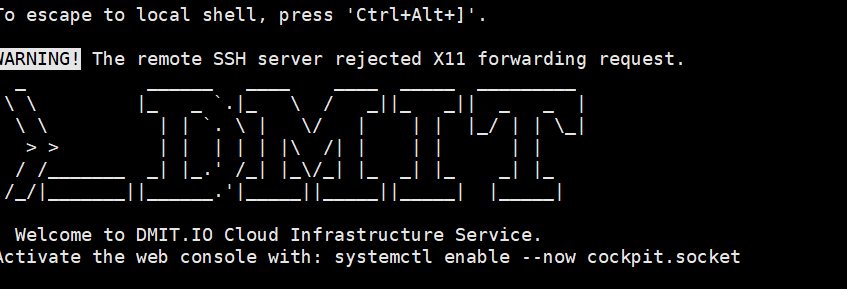 To escape to local shell, press 'Ctrl+Alt+]'.
WARNING! The remote SSH server rejected X11 forwarding request.
DMIT
Welcome to DMIT.IO Cloud Infrastructure Service.
Activate the web console with: systemctl enable --now cockpit.socket